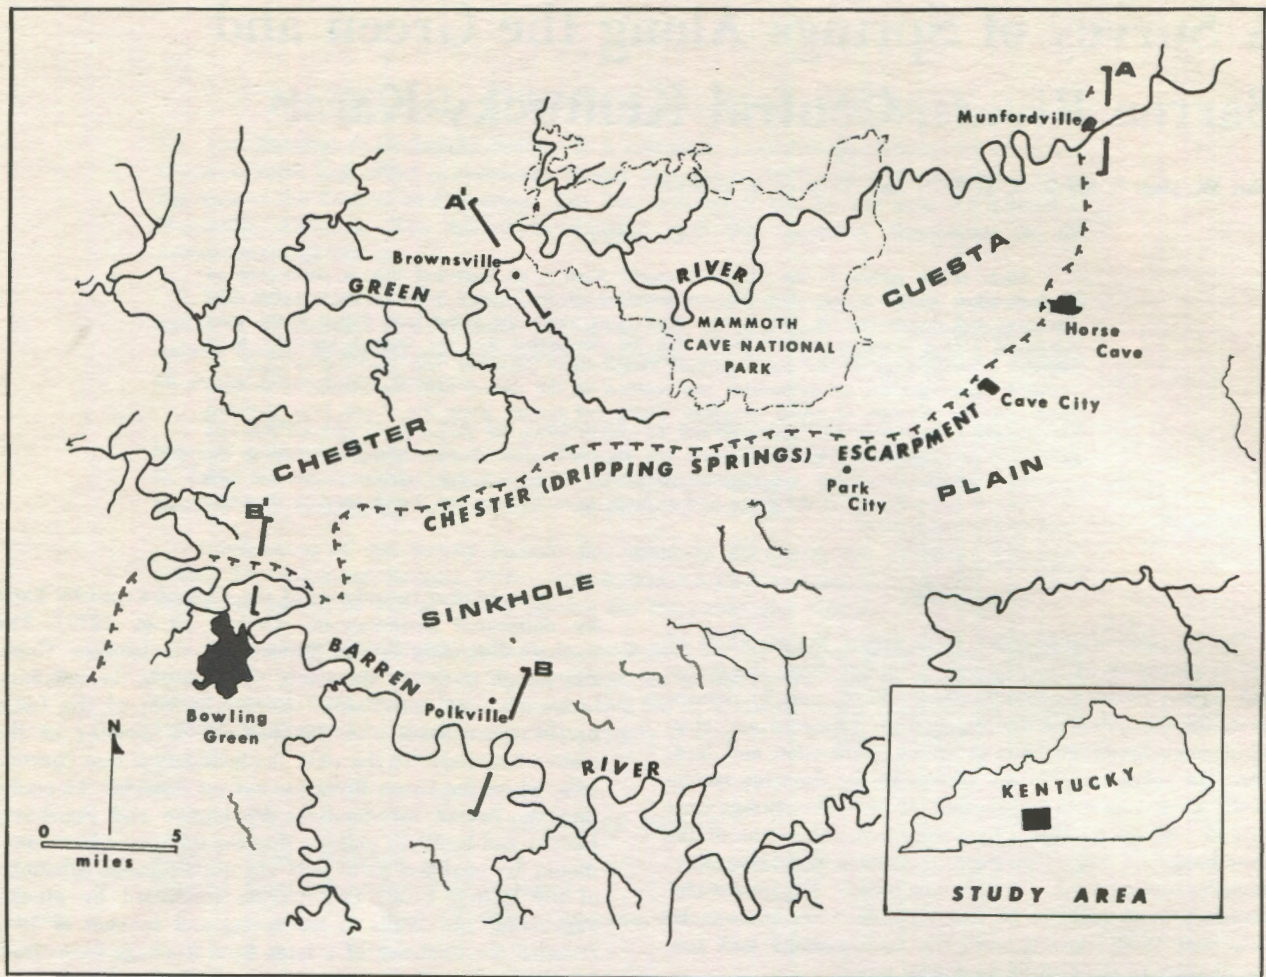 A
Munfordville
A'
Brownsville
GREEN
RIVER
CUESTA
MAMMOTH
CAVE NATIONAL
PARK
Horse
Cave
Cave City
CHESTER
CHESTER (DRIPPING SPRINGS) ESCARPMENT
Park
City
PLAIN
B'
SINKHOLE
BARREN
B
Polkville
Bowling
Green
RIVER
N
0 5
miles
KENTUCKY
STUDY AREA